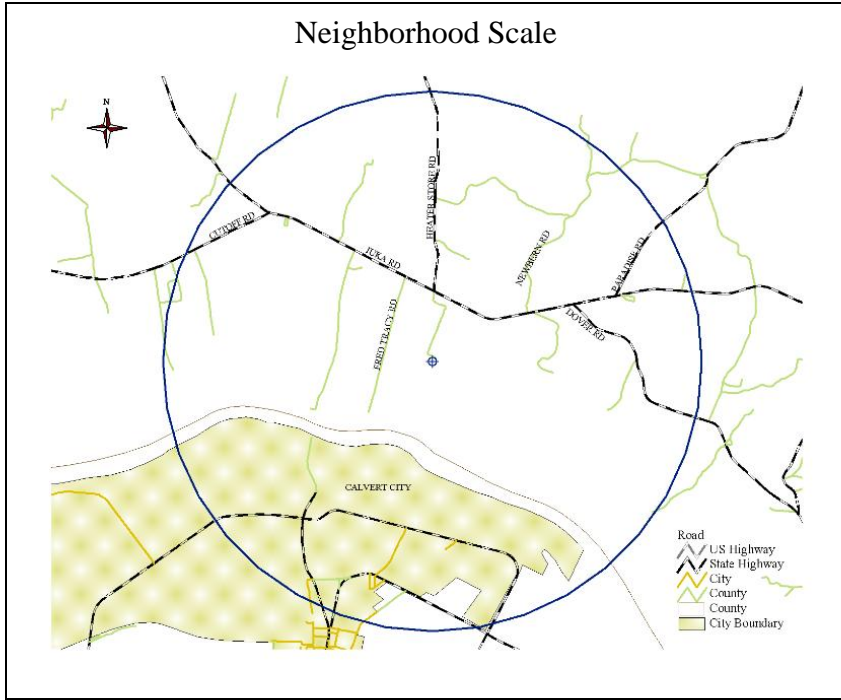 Neighborhood Scale
N
HEATER STORE RD
CUTOFF RD
IUKA RD
NEWBERN RD
PARADISE RD
DOVER RD
FRED TRACY RD
CALVERT CITY
Road
US Highway
State Highway
City
County
County
City Boundary